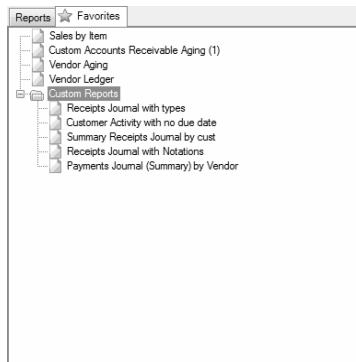 Reports Favorites
Sales by Item
Custom Accounts Receivable Aging (1)
Vendor Aging
Vendor Ledger
Custom Reports
Receipts Journal with types
Customer Activity with no due date
Summary Receipts Journal by cust
Receipts Journal with Notations
Payments Journal (Summary) by Vendor